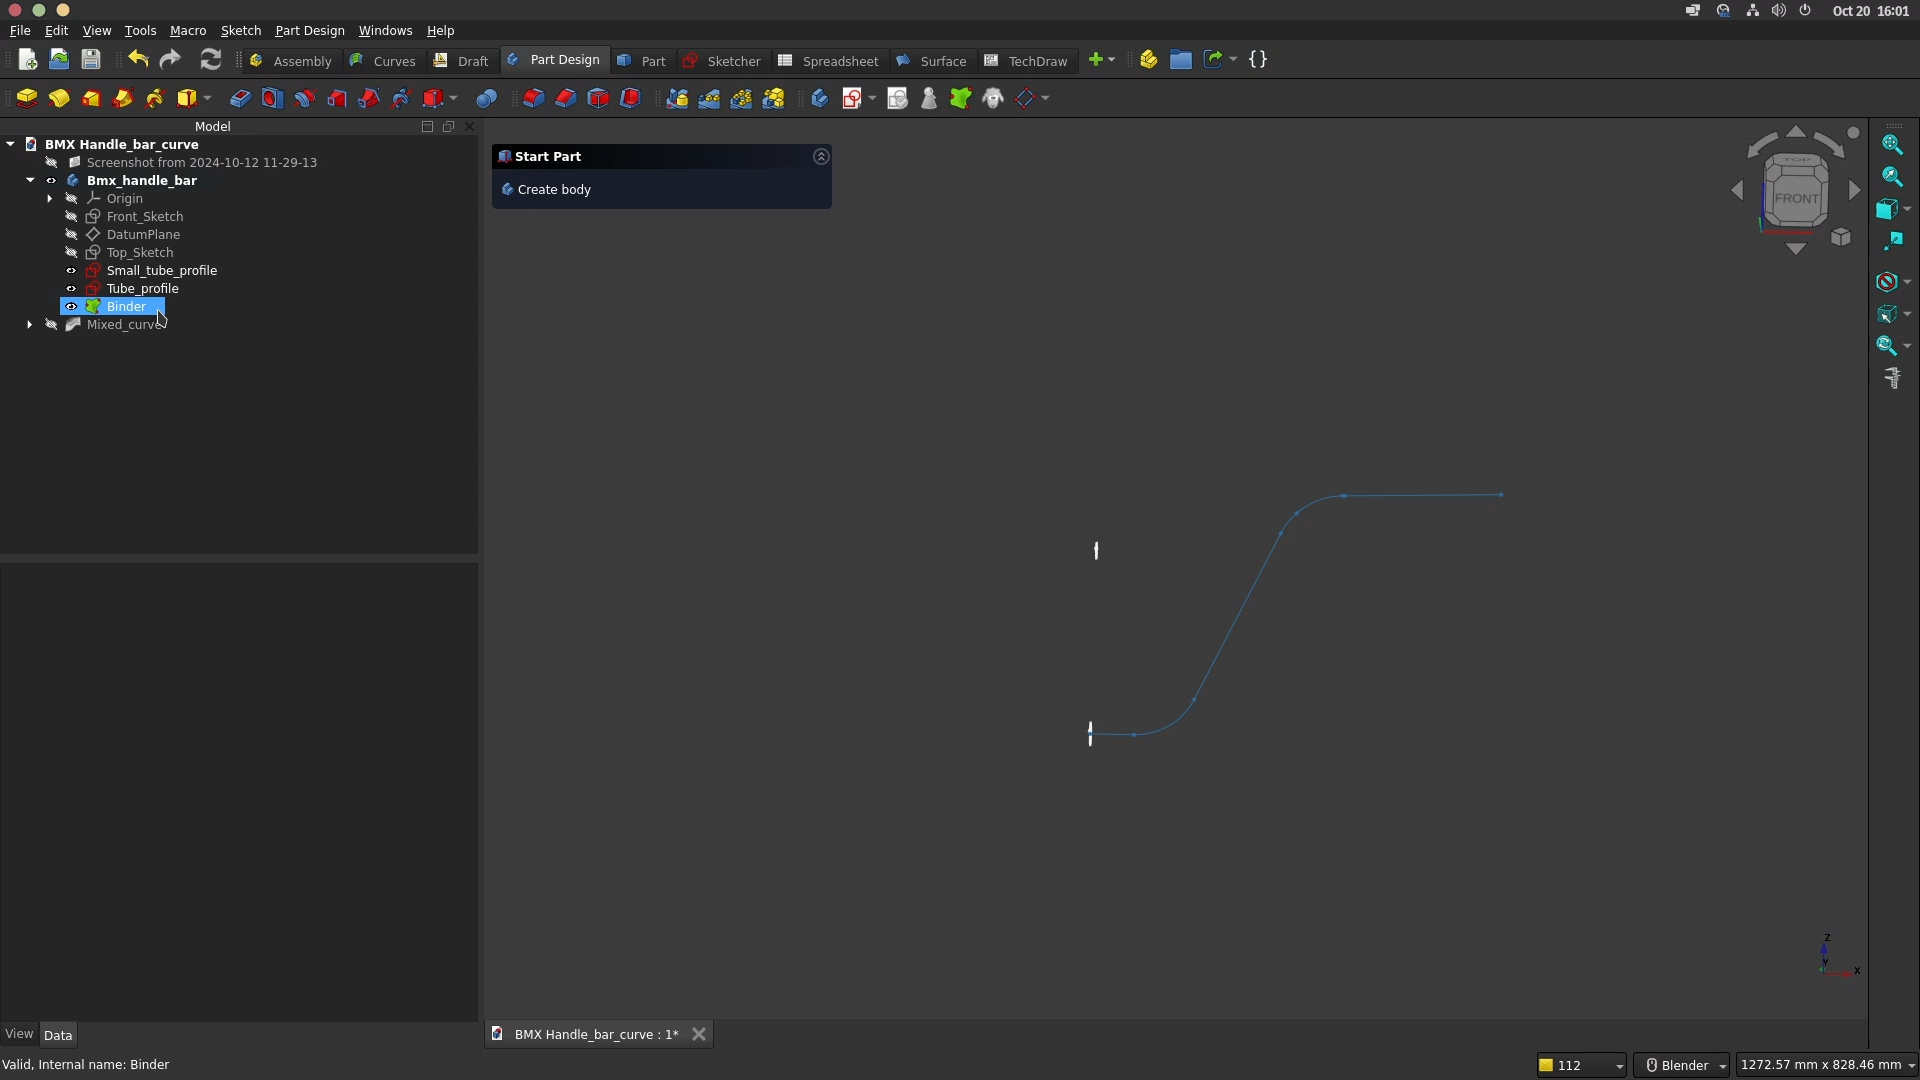 Oct 20 16:01
File Edit View Tools Macro Sketch Part Design Windows Help
Assembly Curves Draft Part Design Part Sketcher Spreadsheet Surface TechDraw {}
Model
BMX Handle_bar_curve
Screenshot from 2024-10-12 11-29-13
Bmx_handle_bar
Origin
Front_Sketch
DatumPlane
Top_Sketch
Small_tube_profile
Tube_profile
Binder
Mixed_curve
Start Part
Create body
TOP
FRONT
Z
Y
X
View Data
BMX Handle_bar_curve : 1*
Valid, Internal name: Binder
112 Blender 1272.57 mm x 828.46 mm